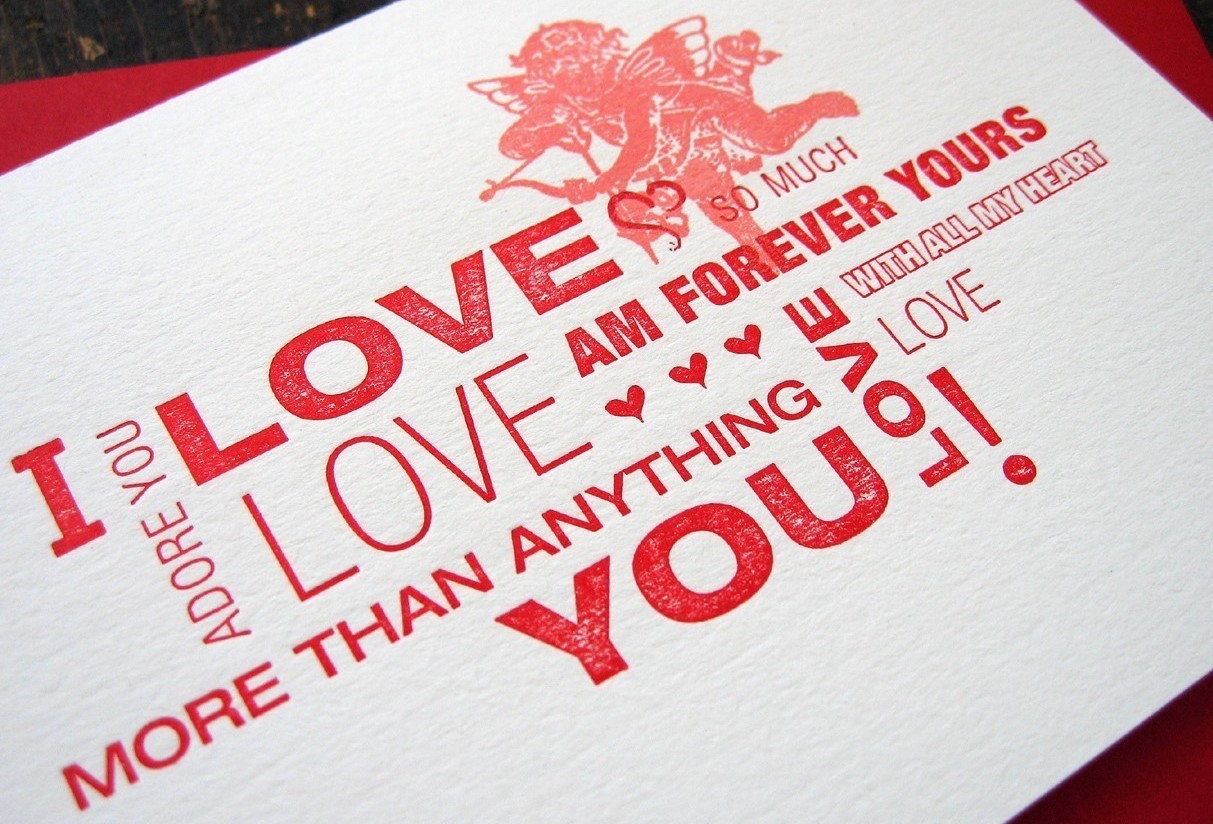 I LOVE SO MUCH
ADORE YOU
LOVE AM FOREVER YOURS
WITH ALL MY HEART
LOVE
LOVE
MORE THAN ANYTHING
YOU!